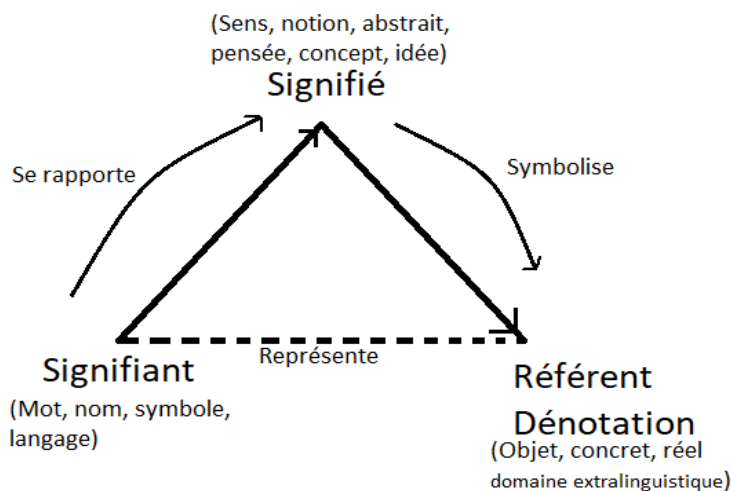 (Sens, notion, abstrait,
pensée, concept, idée)
Signifié
Se rapporte
Symbolise
Représente
Signifiant
(Mot, nom, symbole,
langage)
Référent
Dénotation
(Objet, concret, réel
domaine extralinguistique)